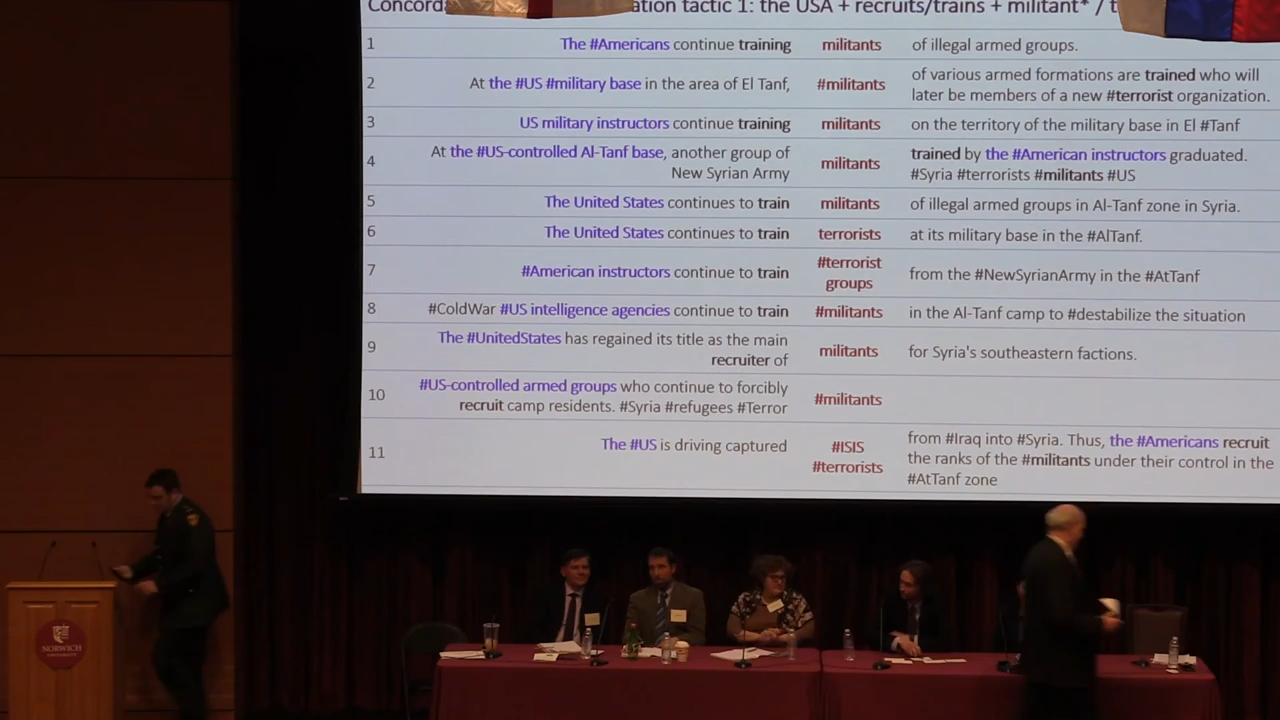 Concord
ation tactic 1: the USA + recruits/trains + militant* / t
1 The #Americans continue training militants of illegal armed groups.
2 At the #US #military base in the area of El Tanf, #militants of various armed formations are trained who will
later be members of a new #terrorist organization.
3 US military instructors continue training militants on the territory of the military base in El #Tanf
4 At the #US-controlled Al-Tanf base, another group of
New Syrian Army militants trained by the #American instructors graduated.
#Syria #terrorists #militants #US
5 The United States continues to train militants of illegal armed groups in Al-Tanf zone in Syria.
6 The United States continues to train terrorists at its military base in the #AlTanf.
7 #American instructors continue to train #terrorist
groups from the #NewSyrianArmy in the #AtTanf
8 #ColdWar #US intelligence agencies continue to train #militants in the Al-Tanf camp to #destabilize the situation
9 The #UnitedStates has regained its title as the main
recruiter of militants for Syria's southeastern factions.
10 #US-controlled armed groups who continue to forcibly
recruit camp residents. #Syria #refugees #Terror #militants
11 The #US is driving captured #ISIS
#terrorists from #Iraq into #Syria. Thus, the #Americans recruit
the ranks of the #militants under their control in the
#AtTanf zone
NORWICH
UNIVERSITY